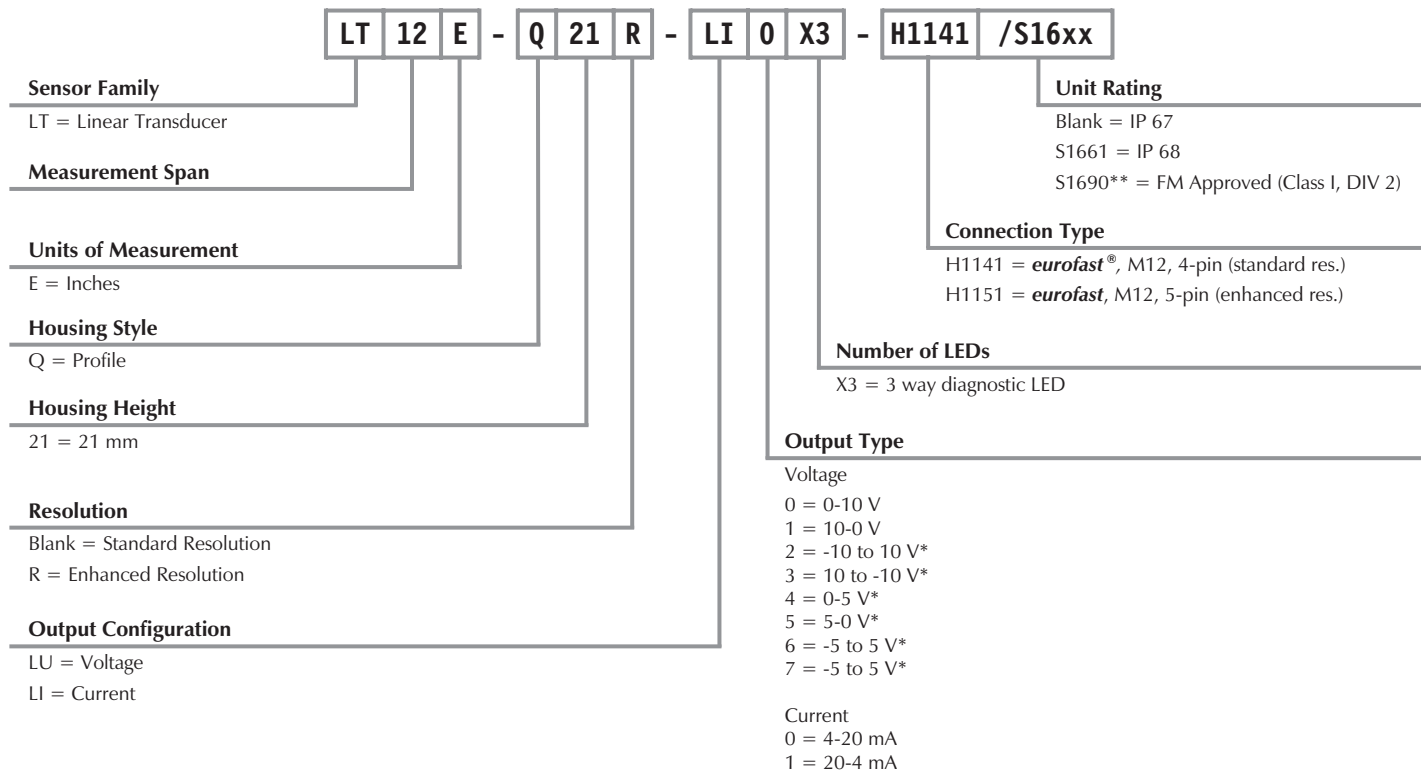 LT 12 E - Q 21 R - LI 0 X3 - H1141 /S16xx
Sensor Family
LT = Linear Transducer
Measurement Span
Units of Measurement
E = Inches
Housing Style
Q = Profile
Housing Height
21 = 21 mm
Resolution
Blank = Standard Resolution
R = Enhanced Resolution
Output Configuration
LU = Voltage
LI = Current
Unit Rating
Blank = IP 67
S1661 = IP 68
S1690** = FM Approved (Class I, DIV 2)
Connection Type
H1141 = eurofast®, M12, 4-pin (standard res.)
H1151 = eurofast, M12, 5-pin (enhanced res.)
Number of LEDs
X3 = 3 way diagnostic LED
Output Type
Voltage
0 = 0-10 V
1 = 10-0 V
2 = -10 to 10 V*
3 = 10 to -10 V*
4 = 0-5 V*
5 = 5-0 V*
6 = -5 to 5 V*
7 = -5 to 5 V*
Current
0 = 4-20 mA
1 = 20-4 mA